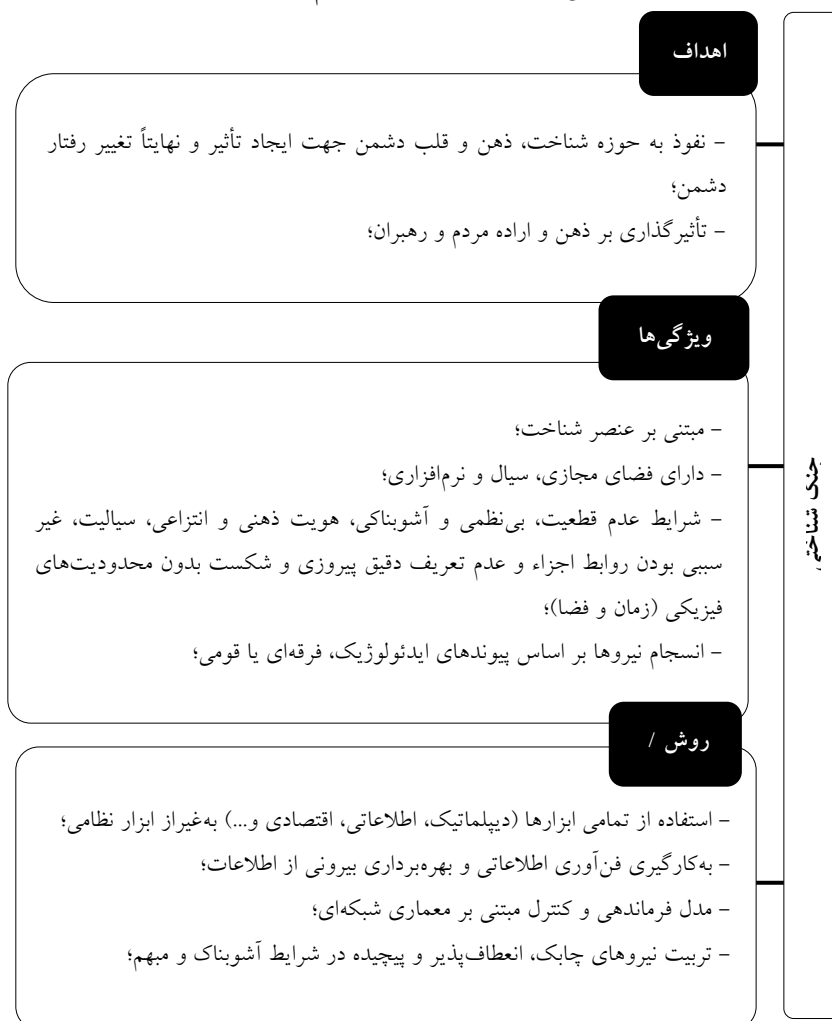 اهداف
- نفوذ به حوزه شناخت، ذهن و قلب دشمن جهت ایجاد تأثیر و نهایتاً تغییر رفتار
دشمن؛
- تأثیرگذاری بر ذهن و اراده مردم و رهبران؛
ویژگی‌ها
- مبتنی بر عنصر شناخت؛
- دارای فضای مجازی، سیال و نرم‌افزاری؛
- شرایط عدم قطعیت، بی‌نظمی و آشوبناکی، هویت ذهنی و انتزاعی، سیالیت، غیر
سببی بودن روابط اجزاء و عدم تعریف دقیق پیروزی و شکست بدون محدودیت‌های
فیزیکی (زمان و فضا)؛
- انسجام نیروها بر اساس پیوندهای ایدئولوژیک، فرقه‌ای یا قومی؛
روش /
- استفاده از تمامی ابزارها (دیپلماتیک، اطلاعاتی، اقتصادی و...) به‌غیراز ابزار نظامی؛
- به‌کارگیری فن‌آوری اطلاعاتی و بهره‌برداری بیرونی از اطلاعات؛
- مدل فرماندهی و کنترل مبتنی بر معماری شبکه‌ای؛
- تربیت نیروهای چابک، انعطاف‌پذیر و پیچیده در شرایط آشوبناک و مبهم؛
جنگ شناختی